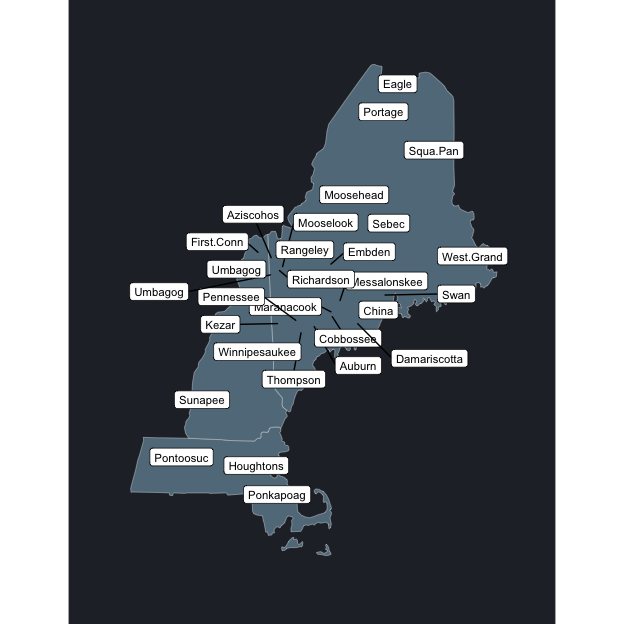 Eagle
Portage
Squa.Pan
Moosehead
Aziscohos
Mooselook
Sebec
First.Conn
Rangeley
Embden
West.Grand
Umbagog
Richardson
Messalonskee
Umbagog
Pennessee
Swan
Maranacook
China
Kezar
Cobbossee
Winnipesaukee
Damariscotta
Auburn
Thompson
Sunapee
Pontoosuc
Houghtons
Ponkapoag